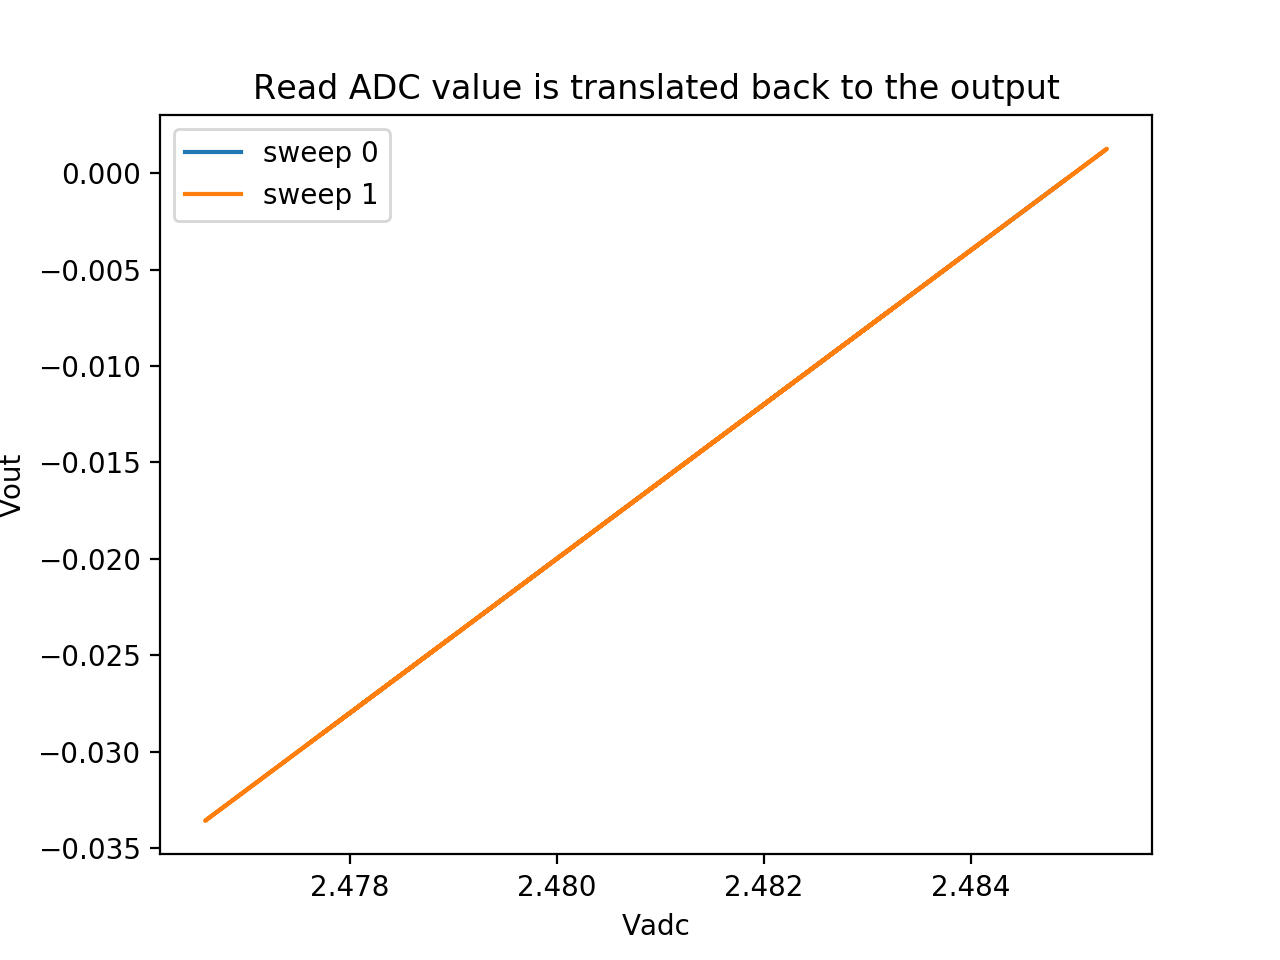 Read ADC value is translated back to the output
sweep 0
sweep 1
0.000
−0.005
−0.010
−0.015
−0.020
−0.025
−0.030
−0.035
Vout
2.478 2.480 2.482 2.484
Vadc